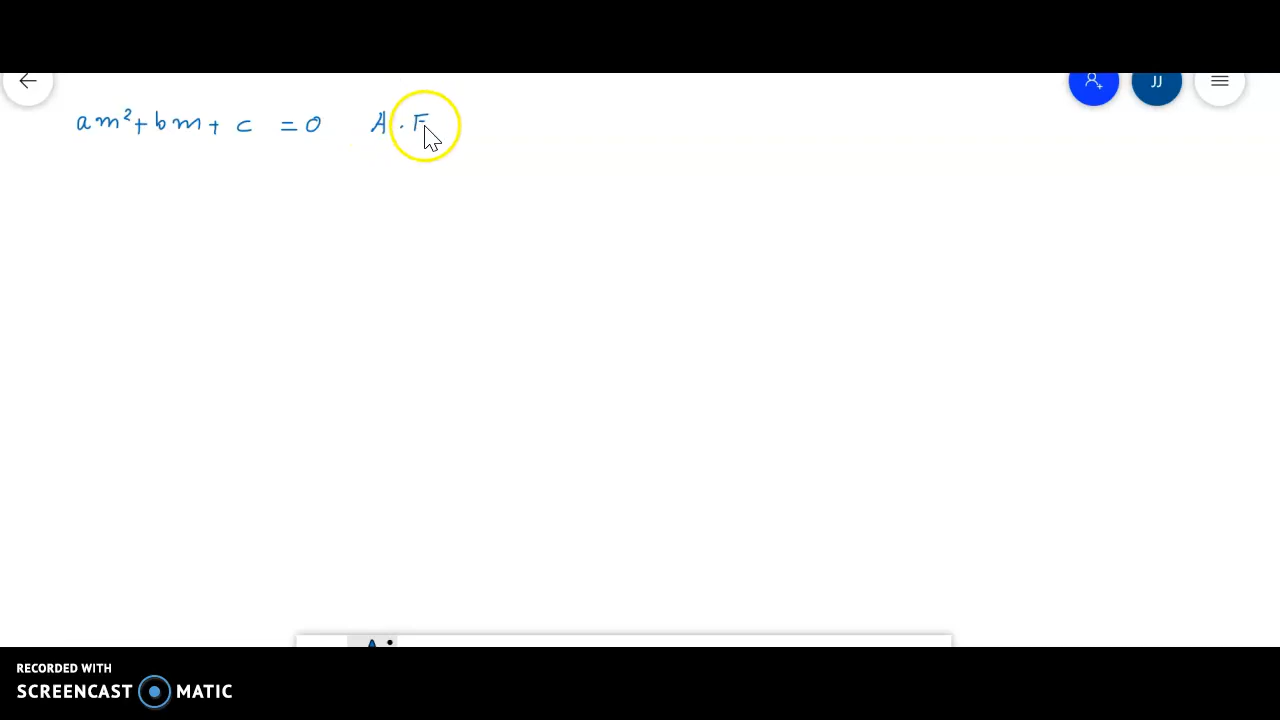 am²+bm+ c = 0 A.F
JJ
RECORDED WITH
SCREENCAST MATIC